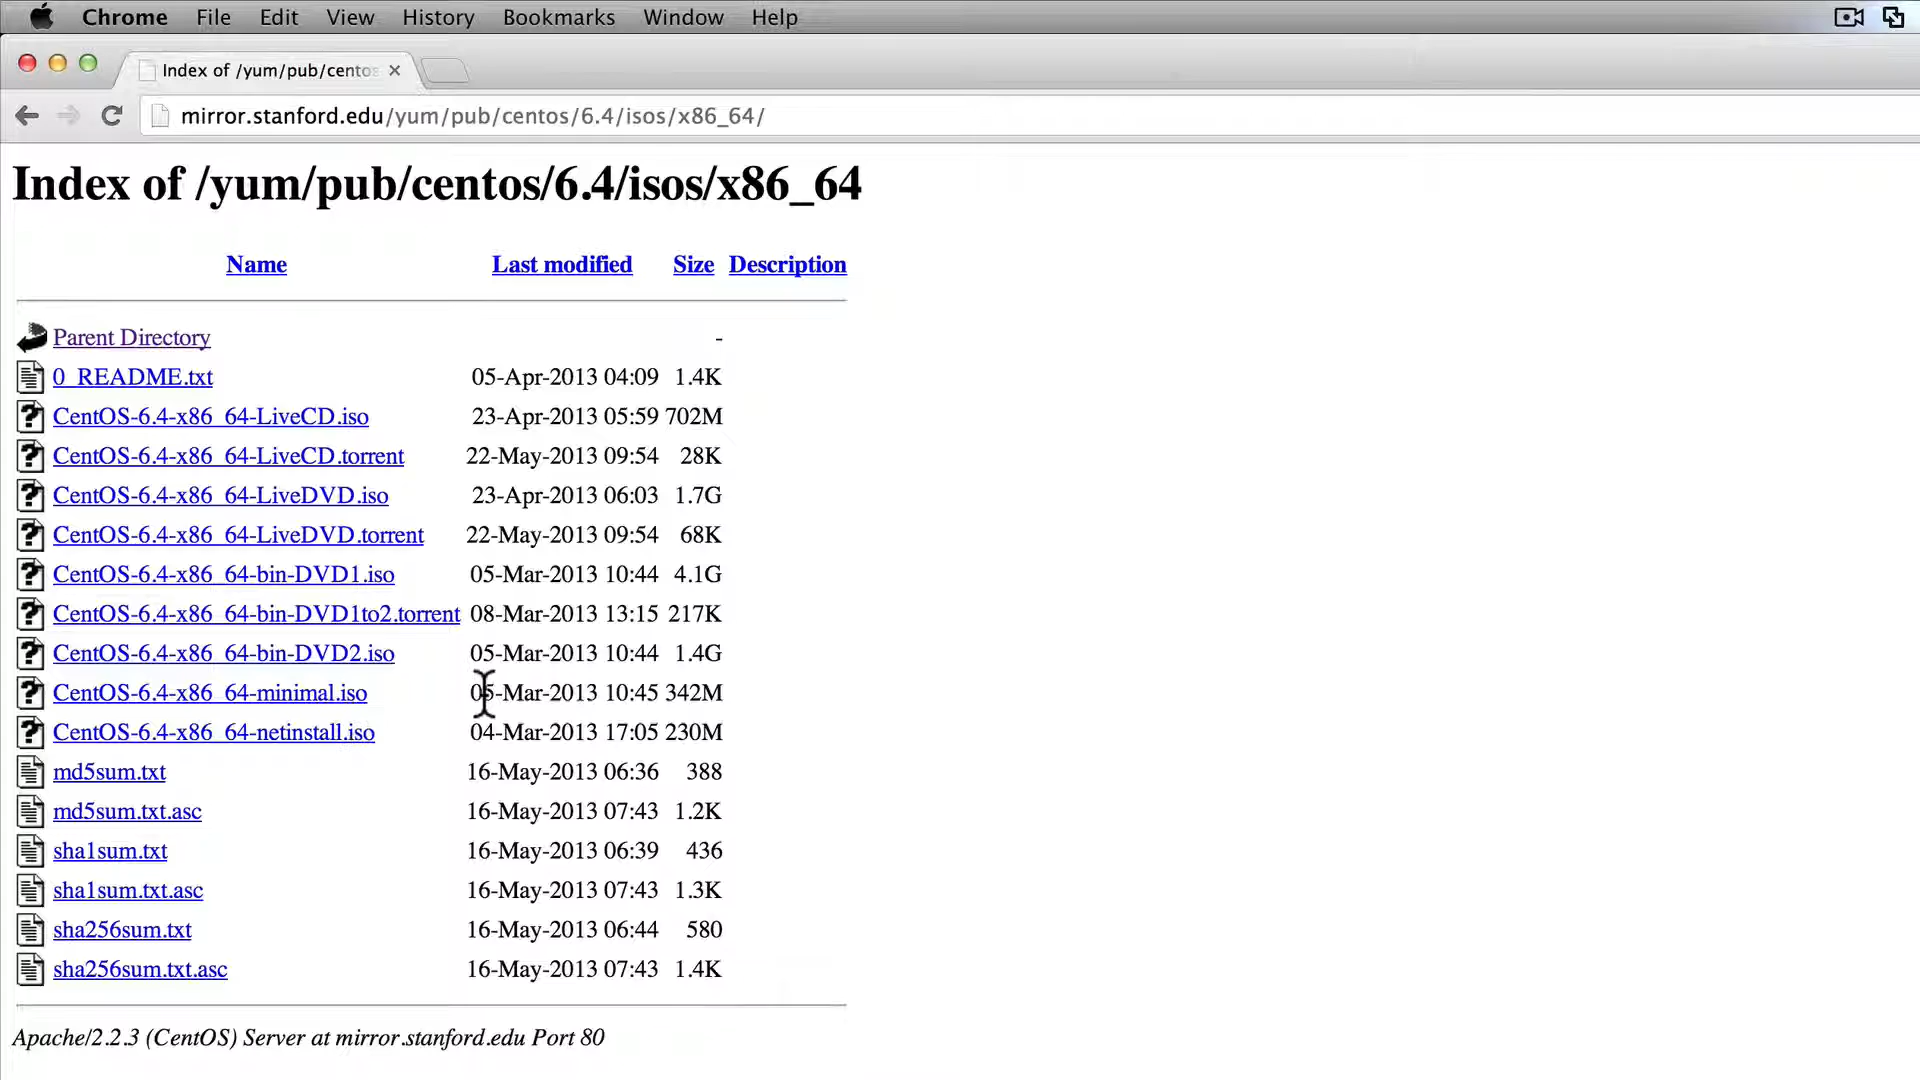 Chrome File Edit View History Bookmarks Window Help
Index of /yum/pub/centos
mirror.stanford.edu/yum/pub/centos/6.4/isos/x86_64/
Index of /yum/pub/centos/6.4/isos/x86_64
Name Last modified Size Description
Parent Directory -
0_README.txt 05-Apr-2013 04:09 1.4K
CentOS-6.4-x86_64-LiveCD.iso 23-Apr-2013 05:59 702M
CentOS-6.4-x86_64-LiveCD.torrent 22-May-2013 09:54 28K
CentOS-6.4-x86_64-LiveDVD.iso 23-Apr-2013 06:03 1.7G
CentOS-6.4-x86_64-LiveDVD.torrent 22-May-2013 09:54 68K
CentOS-6.4-x86_64-bin-DVD1.iso 05-Mar-2013 10:44 4.1G
CentOS-6.4-x86_64-bin-DVD1to2.torrent 08-Mar-2013 13:15 217K
CentOS-6.4-x86_64-bin-DVD2.iso 05-Mar-2013 10:44 1.4G
CentOS-6.4-x86_64-minimal.iso 05-Mar-2013 10:45 342M
CentOS-6.4-x86_64-netinstall.iso 04-Mar-2013 17:05 230M
md5sum.txt 16-May-2013 06:36 388
md5sum.txt.asc 16-May-2013 07:43 1.2K
sha1sum.txt 16-May-2013 06:39 436
sha1sum.txt.asc 16-May-2013 07:43 1.3K
sha256sum.txt 16-May-2013 06:44 580
sha256sum.txt.asc 16-May-2013 07:43 1.4K
Apache/2.2.3 (CentOS) Server at mirror.stanford.edu Port 80